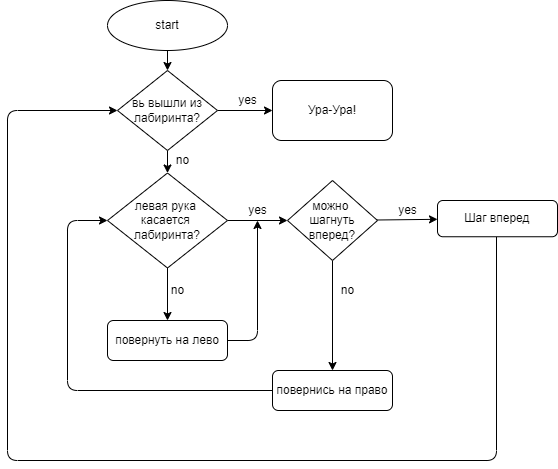 start
вь вышли из
лабиринта?
yes
Ура-Ура!
no
левая рука
касается
лабиринта?
yes
можно
шагнуть
вперед?
yes
Шаг вперед
no
no
повернуть на лево
повернись на право